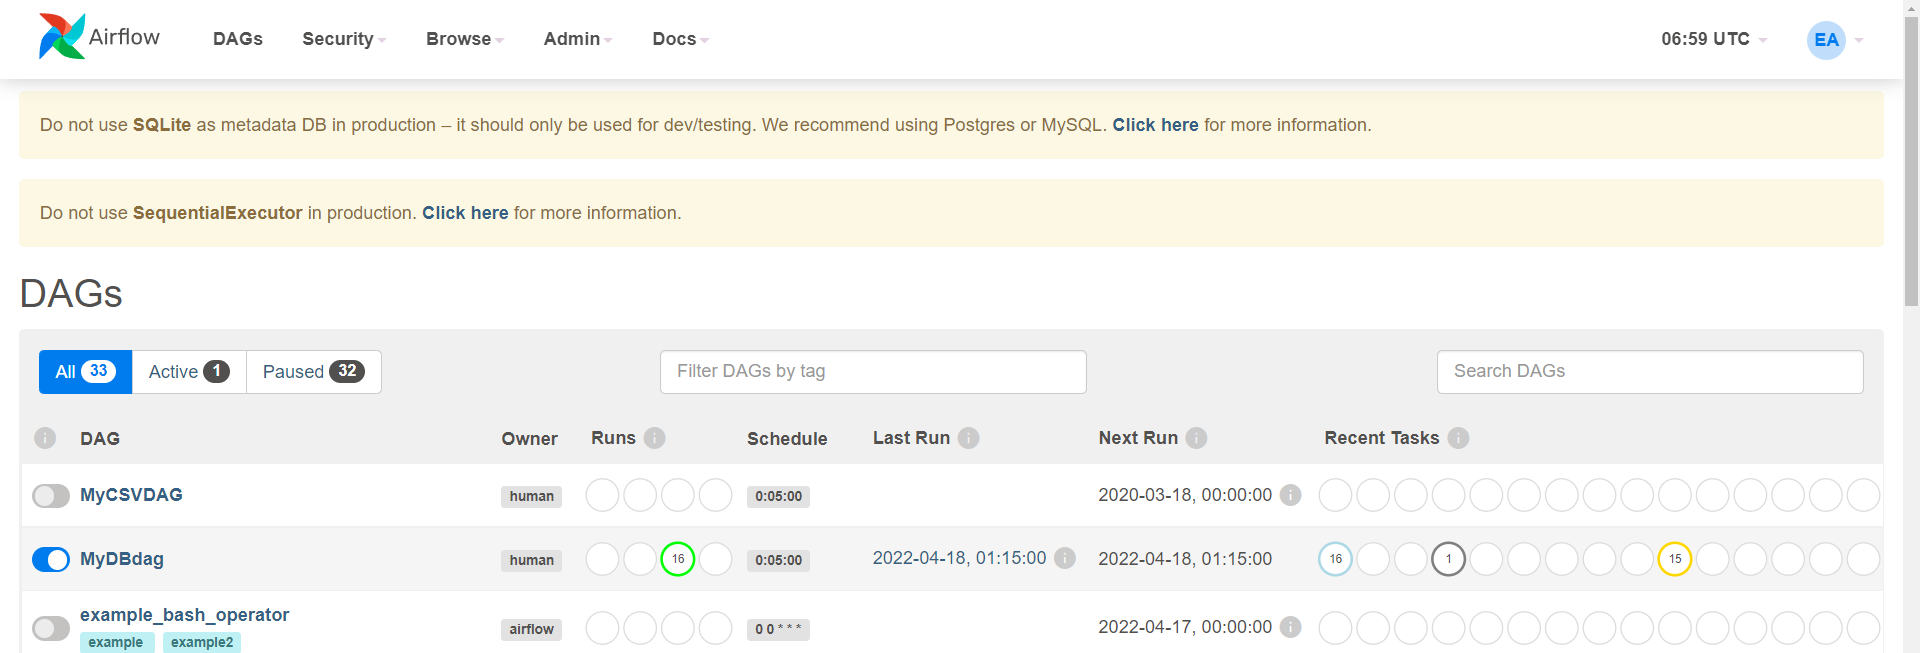 Airflow DAGs Security Browse Admin Docs 06:59 UTC EA
Do not use SQLite as metadata DB in production – it should only be used for dev/testing. We recommend using Postgres or MySQL. Click here for more information.
Do not use SequentialExecutor in production. Click here for more information.
DAGs
All 33 Active 1 Paused 32 Filter DAGs by tag Search DAGs
i DAG Owner Runs i Schedule Last Run i Next Run i Recent Tasks i
MyCSVDAG human 0:05:00 2020-03-18, 00:00:00 i
MyDBdag human 16 0:05:00 2022-04-18, 01:15:00 i 2022-04-18, 01:15:00 16 1 15
example_bash_operator airflow 0 0 * * * 2022-04-17, 00:00:00 i
example example2